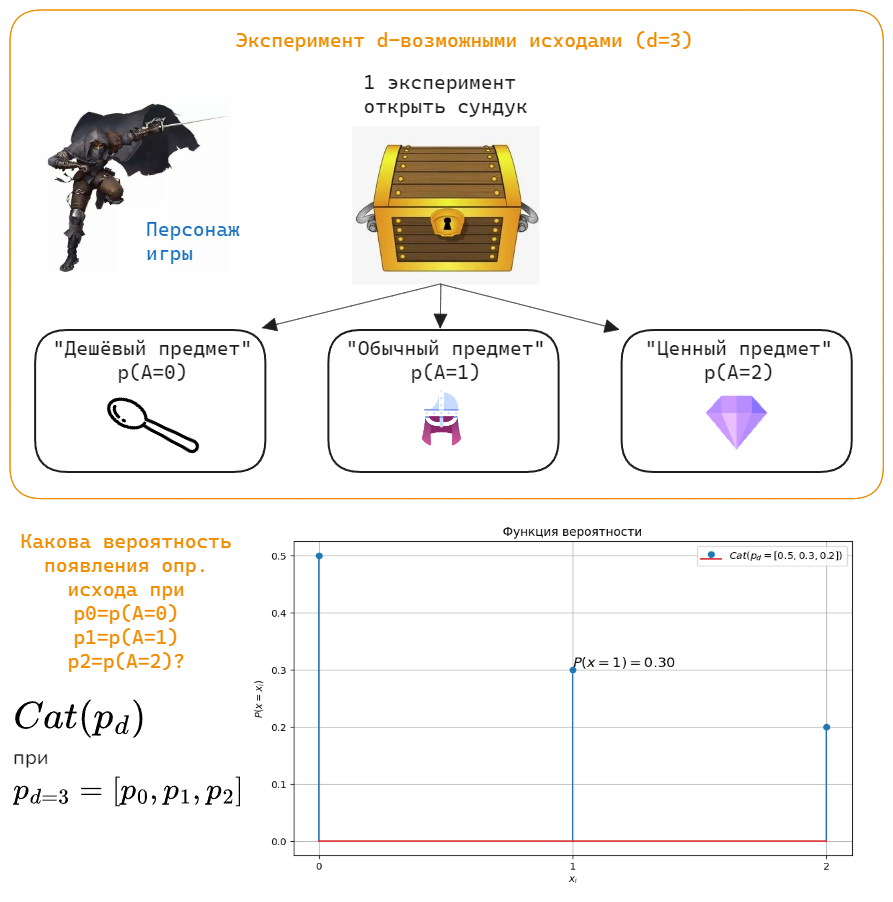 Эксперимент d−возможными исходами (d=3)
1 эксперимент
открыть сундук
Персонаж
игры
"Дешёвый предмет"
p(A=0)
"Обычный предмет"
p(A=1)
"Ценный предмет"
p(A=2)
Какова вероятность
появления опр.
исхода при
p0=p(A=0)
p1=p(A=1)
p2=p(A=2)?
Cat(p_d)
при
p_{d=3} = [p_0, p_1, p_2]
Функция вероятности
Cat(p_d = [0.5, 0.3, 0.2])
P(x = 1) = 0.30
P(x = x_i)
0.5
0.4
0.3
0.2
0.1
0.0
0
1
2
x_i